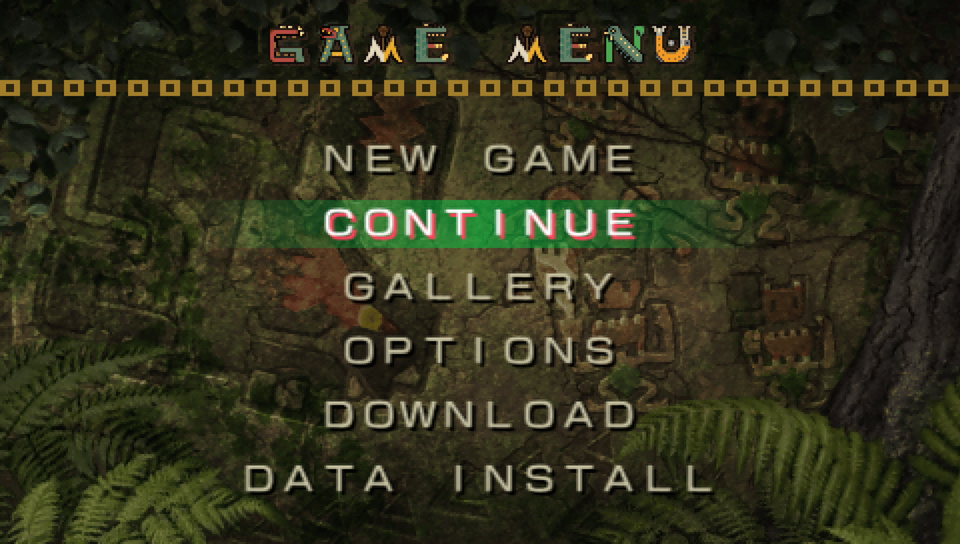 GAME MENU
NEW GAME
CONTINUE
GALLERY
OPTIONS
DOWNLOAD
DATA INSTALL